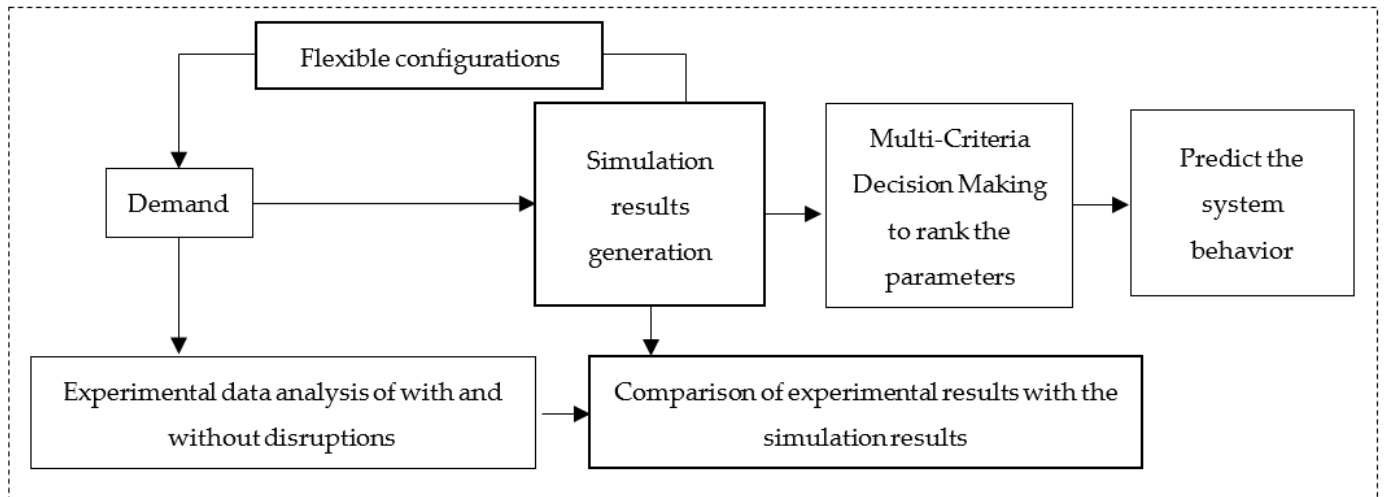 Flexible configurations
Demand
Simulation
results
generation
Multi-Criteria
Decision Making
to rank the
parameters
Predict the
system
behavior
Experimental data analysis of with and
without disruptions
Comparison of experimental results with the
simulation results